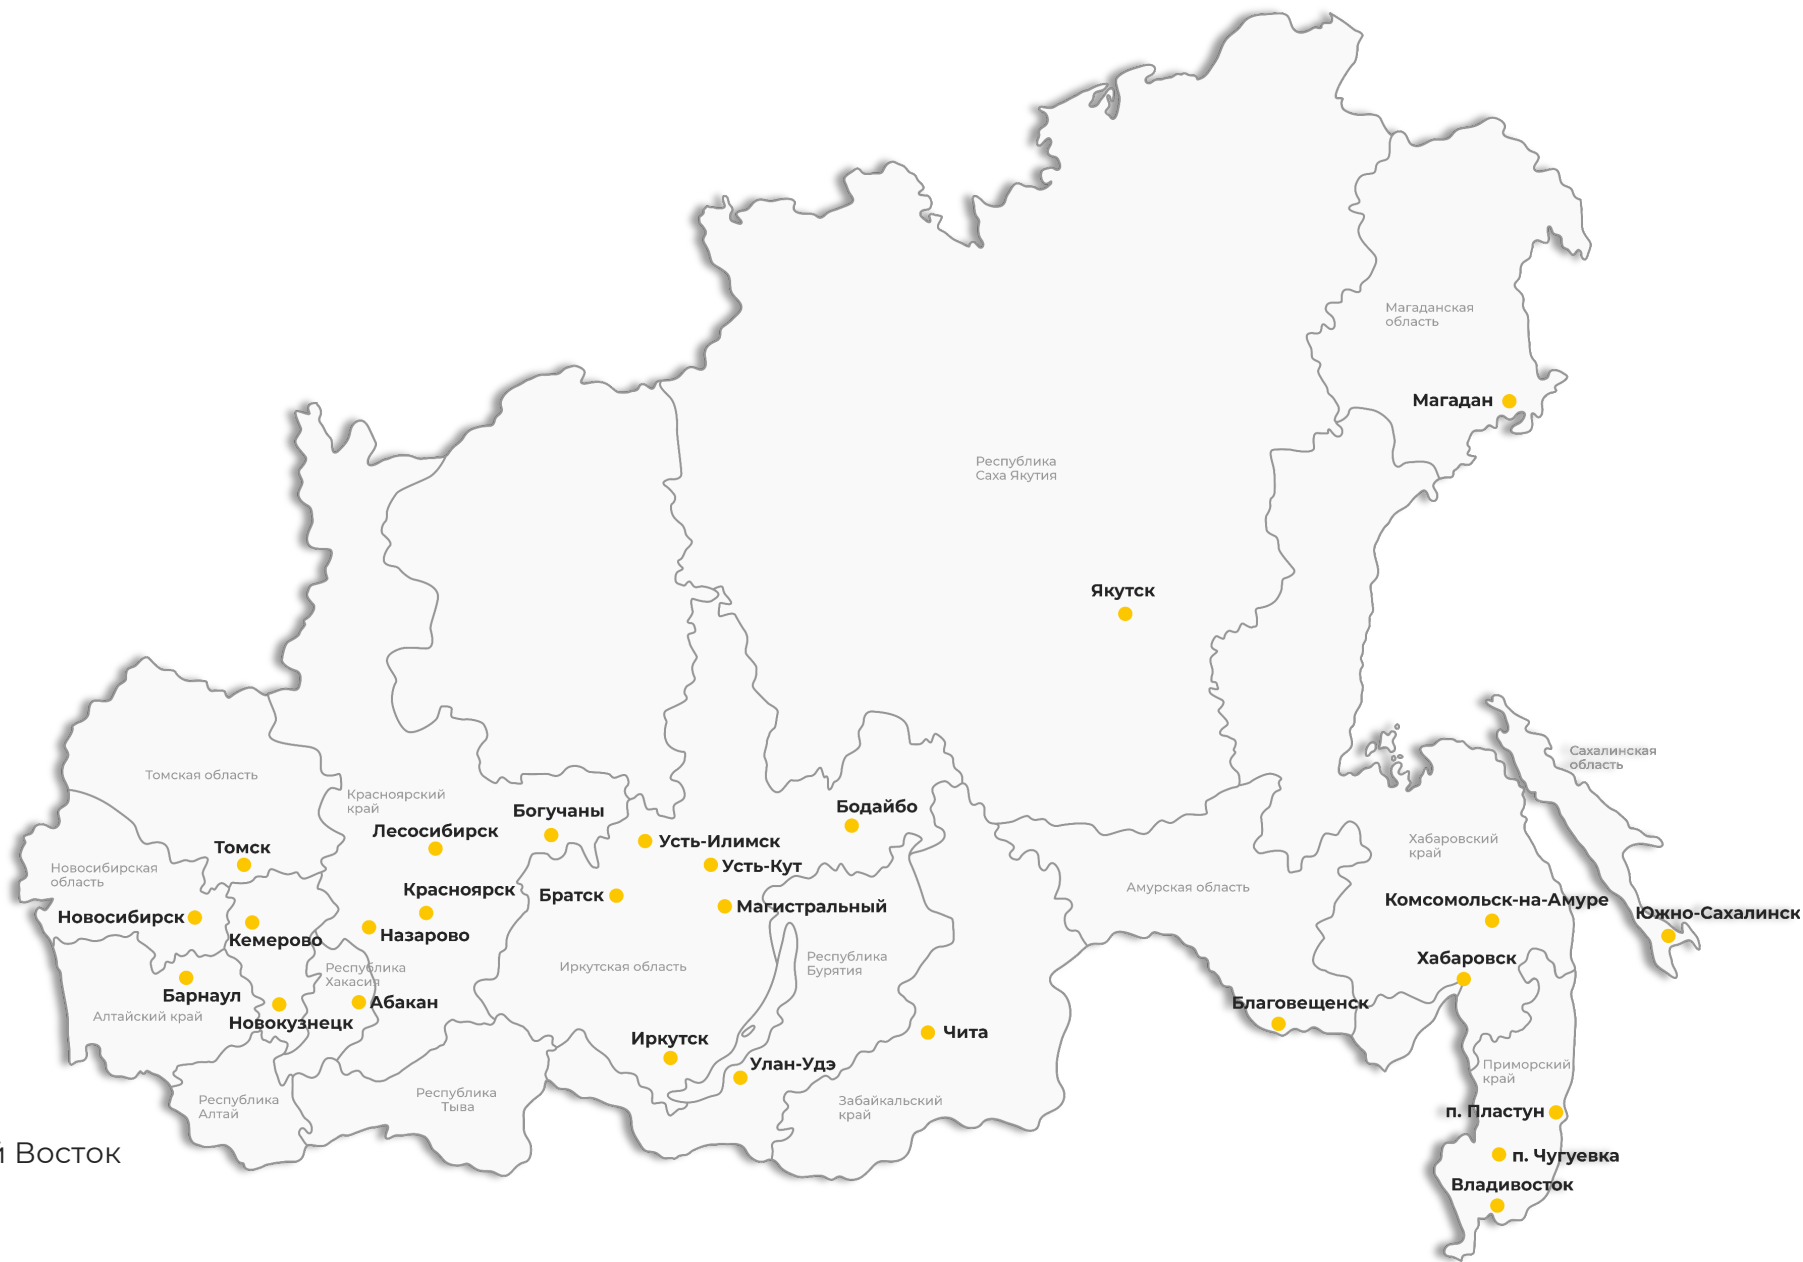 Магаданская
область
Магадан
Республика
Саха Якутия
Якутск
Сахалинская
область
Томская область
Красноярский
край
Богучаны
Бодайбо
Лесосибирск
Усть-Илимск
Хабаровский
край
Томск
Усть-Кут
Новосибирская
область
Амурская область
Красноярск
Братск
Комсомольск-на-Амуре
Магистральный
Южно-Сахалинск
Новосибирск
Кемерово
Назарово
Республика
Бурятия
Хабаровск
Иркутская область
Республика
Хакасия
Барнаул
Абакан
Благовещенск
Алтайский край
Новокузнецк
Иркутск
Чита
Улан-Удэ
Приморский
край
Республика
Тыва
Республика
Алтай
Забайкальский
край
п. Пластун
Восток
п. Чугуевка
Владивосток